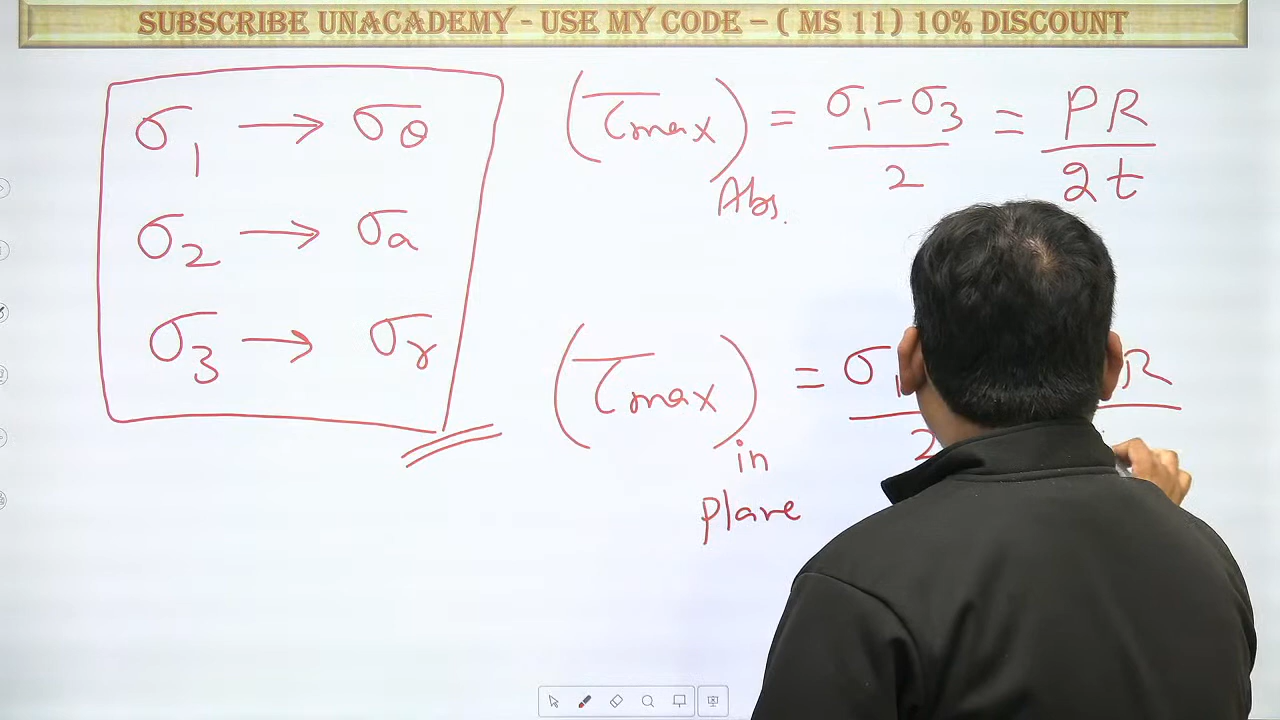 SUBSCRIBE UNACADEMY - USE MY CODE – ( MS 11) 10% DISCOUNT
σ₁ → σθ
σ₂ → σa
σ₃ → σr
(τmax)Abs. = (σ₁-σ₃)/2 = PR/2t
(τmax)in plane = σ₁ 2 R